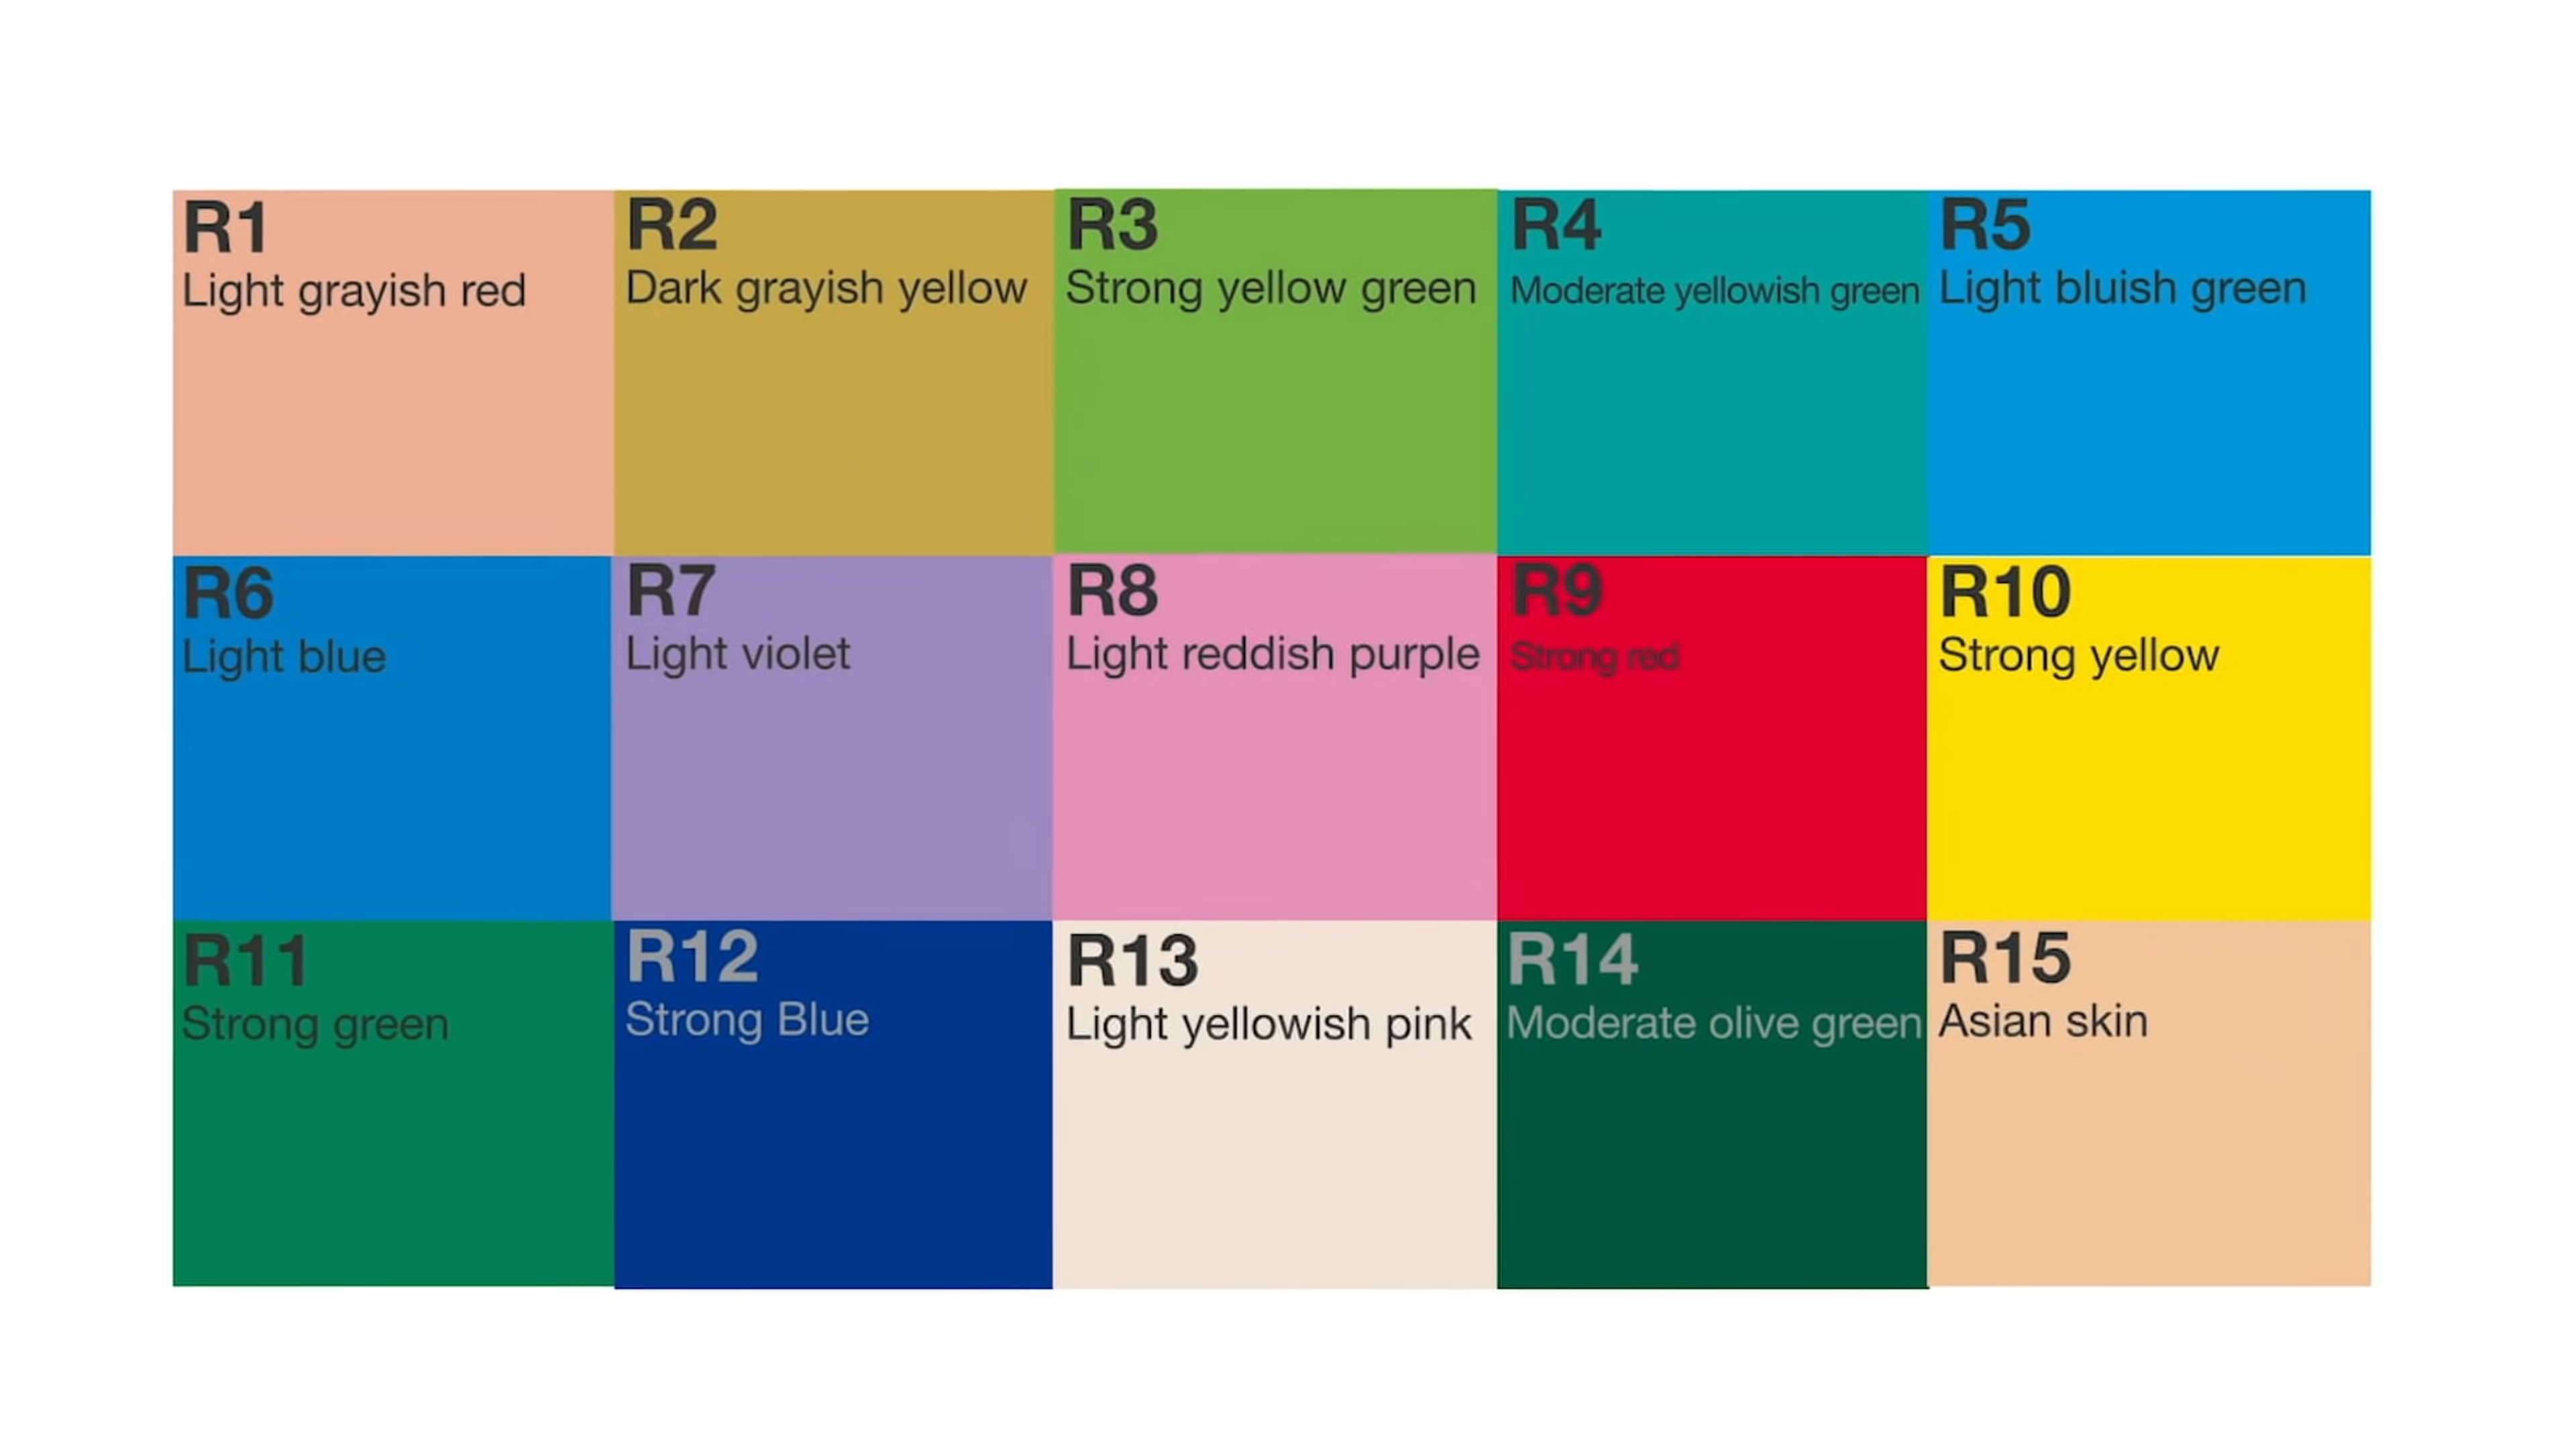 R1
Light grayish red
R2
Dark grayish yellow
R3
Strong yellow green
R4
Moderate yellowish green
R5
Light bluish green
R6
Light blue
R7
Light violet
R8
Light reddish purple
R9
Strong red
R10
Strong yellow
R11
Strong green
R12
Strong Blue
R13
Light yellowish pink
R14
Moderate olive green
R15
Asian skin